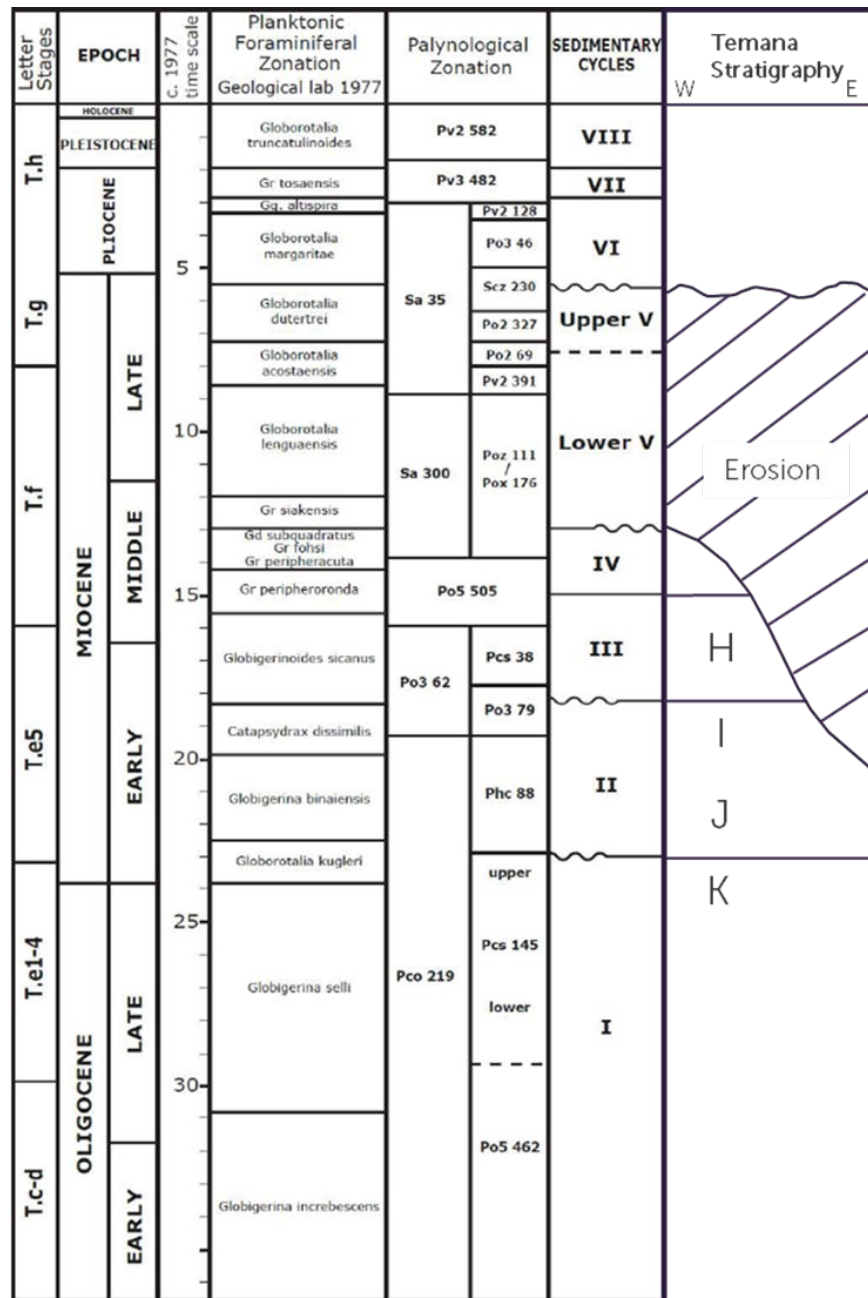 Letter
Stages
EPOCH
c. 1977
time scale
Planktonic
Foraminiferal
Zonation
Geological lab 1977
Palynological
Zonation
SEDIMENTARY
CYCLES
Temana
Stratigraphy
W
E
T.h
T.g
T.f
T.e5
T.e1-4
T.c-d
HOLOCENE
PLEISTOCENE
PLIOCENE
MIOCENE
OLIGOCENE
LATE
MIDDLE
EARLY
LATE
EARLY
5
10
15
20
25
30
Globorotalia
truncatulinoides
Gr tosaensis
Gq. altispira
Globorotalia
margaritae
Globorotalia
dutertrei
Globorotalia
acostaensis
Globorotalia
lenguaensis
Gr siakensis
Gd subquadratus
Gr fohsi
Gr peripheracuta
Gr peripheroronda
Globigerinoides sicanus
Catapsydrax dissimilis
Globigerina binaiensis
Globorotalia kugleri
Globigerina selli
Globigerina increbescens
Pv2 582
Pv3 482
Sa 35
Pv2 128
Po3 46
Scz 230
Po2 327
Po2 69
Pv2 391
Sa 300
Poz 111
/
Pox 176
Po5 505
Po3 62
Pcs 38
Po3 79
Pco 219
Phc 88
upper
Pcs 145
lower
Po5 462
VIII
VII
VI
Upper V
Lower V
IV
III
II
I
Erosion
H
I
J
K